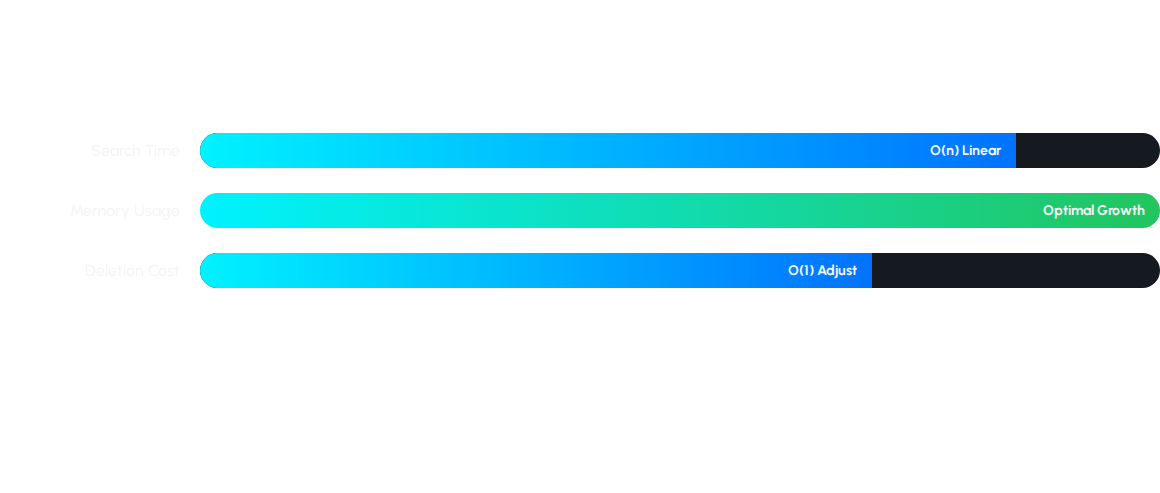 Search Time
O(n) Linear
Memory Usage
Optimal Growth
Deletion Cost
O(1) Adjust